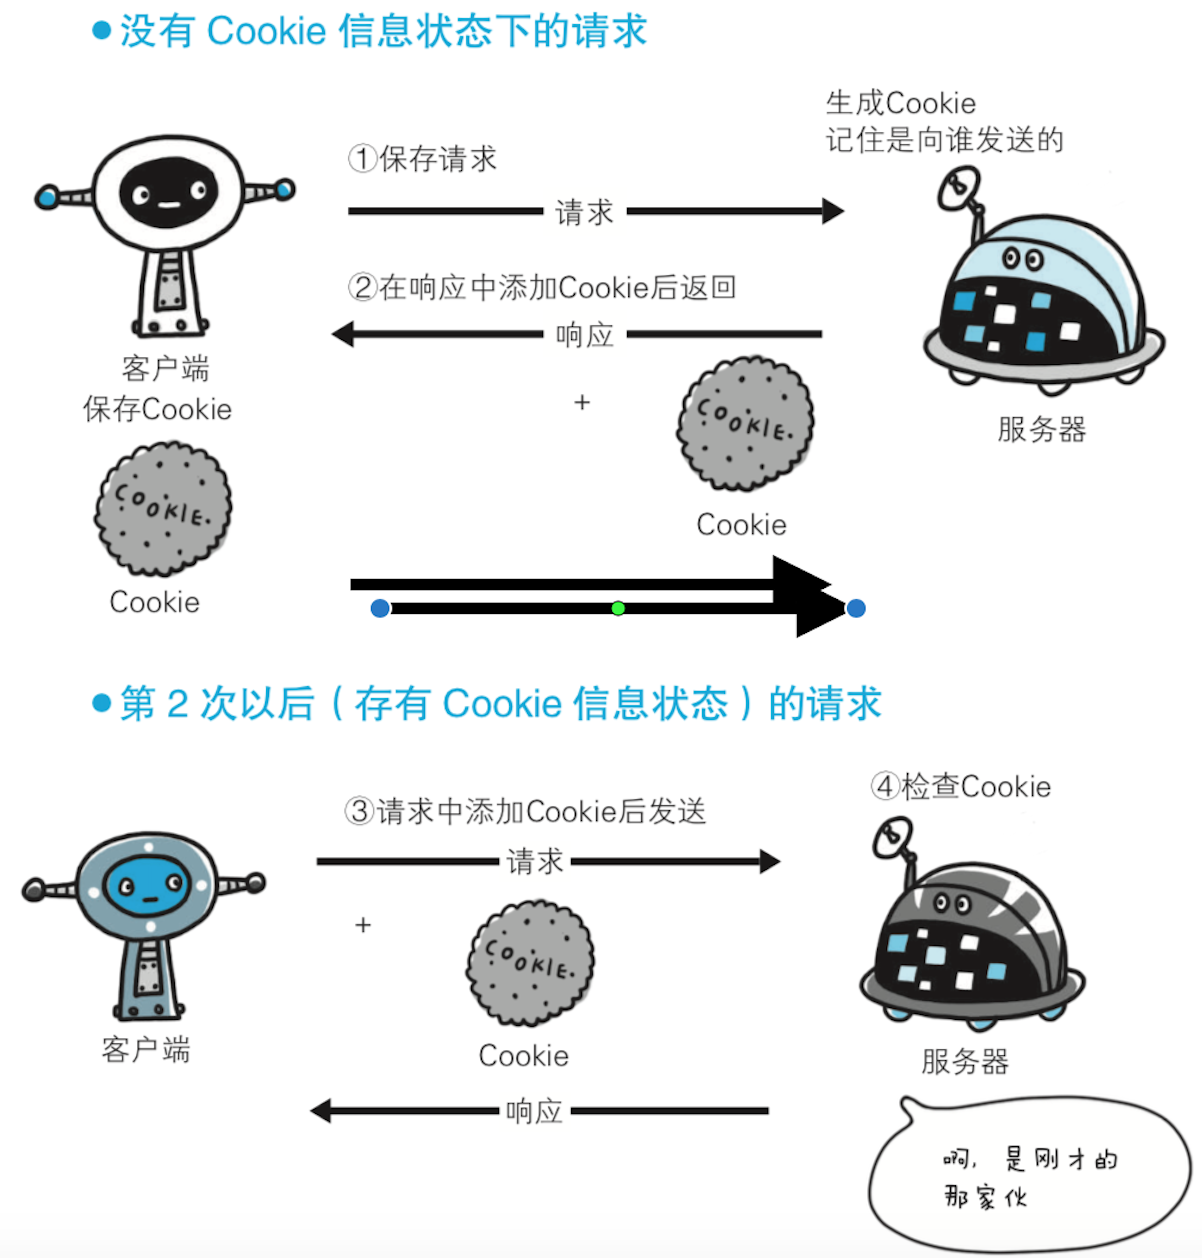 ●没有 Cookie 信息状态下的请求
生成Cookie
记住是向谁发送的
①保存请求
请求
②在响应中添加Cookie后返回
响应
客户端
保存Cookie
+
COOKIE.
服务器
COOKIE.
Cookie
Cookie
●第 2 次以后（存有 Cookie 信息状态）的请求
④检查Cookie
③请求中添加Cookie后发送
请求
+
COOKIE.
Cookie
客户端
服务器
响应
啊，是刚才的
那家伙